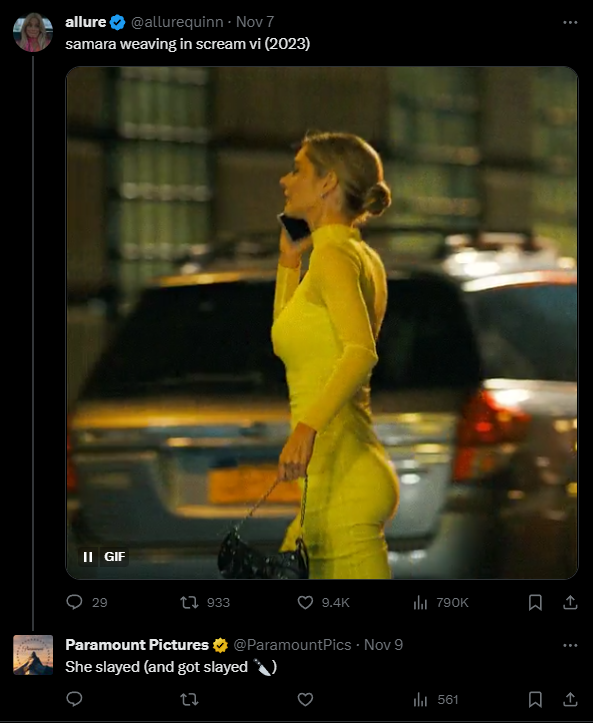 allure @allurequinn · Nov 7
samara weaving in scream vi (2023)
GIF
29 933 9.4K 790K
Paramount Pictures @ParamountPics · Nov 9
She slayed (and got slayed 🔪)
561